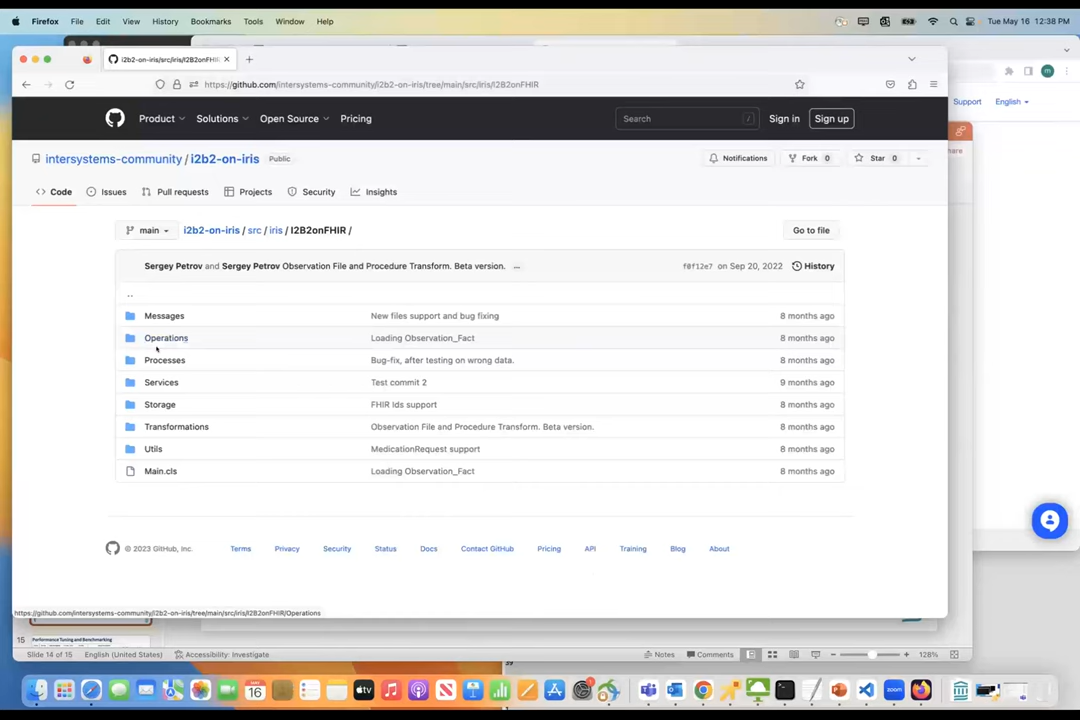 Firefox File Edit View History Bookmarks Tools Window Help Tue May 16 12:38 PM
i2b2-on-iris/src/iris/I2B2onFHIR
https://github.com/intersystems-community/i2b2-on-iris/tree/main/src/iris/I2B2onFHIR
Support English
Product Solutions Open Source Pricing Search / Sign in Sign up
intersystems-community / i2b2-on-iris Public Notifications Fork 0 Star 0
Code Issues Pull requests Projects Security Insights
main i2b2-on-iris / src / iris / I2B2onFHIR / Go to file
Sergey Petrov and Sergey Petrov Observation File and Procedure Transform. Beta version. ... f0f12e7 on Sep 20, 2022 History
..
Messages New files support and bug fixing 8 months ago
Operations Loading Observation_Fact 8 months ago
Processes Bug-fix, after testing on wrong data. 8 months ago
Services Test commit 2 9 months ago
Storage FHIR Ids support 8 months ago
Transformations Observation File and Procedure Transform. Beta version. 8 months ago
Utils MedicationRequest support 8 months ago
Main.cls Loading Observation_Fact 8 months ago
© 2023 GitHub, Inc. Terms Privacy Security Status Docs Contact GitHub Pricing API Training Blog About
https://github.com/intersystems-community/i2b2-on-iris/tree/main/src/iris/I2B2onFHIR/Operations
15 Performance Tuning and Benchmarking
Slide 14 of 15 English (United States) Accessibility: Investigate Notes Comments 128%
39
MAY
16
tv
zoom